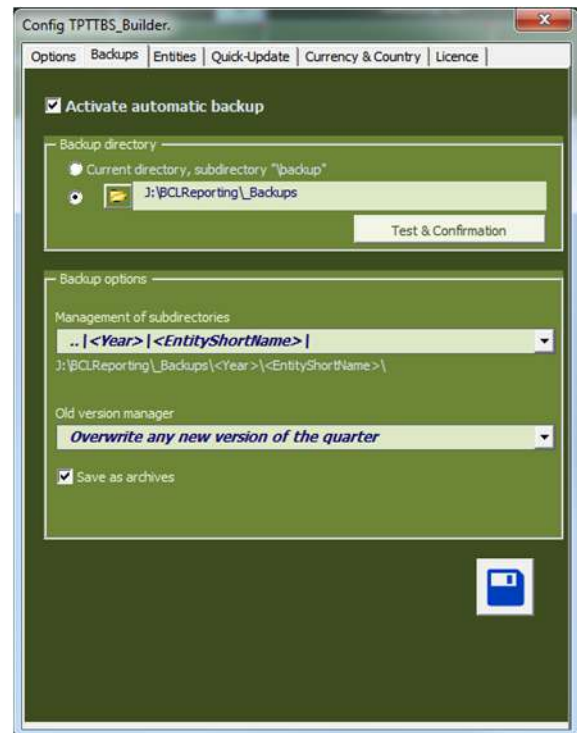 Config TPTTBS_Builder.
Options Backups Entities Quick-Update Currency & Country Licence
Activate automatic backup
Backup directory
Current directory, subdirectory "\backup"
J:\BCLReporting\_Backups
Test & Confirmation
Backup options
Management of subdirectories
..|<Year>|<EntityShortName>|
J:\BCLReporting\_Backups\<Year>\<EntityShortName>\
Old version manager
Overwrite any new version of the quarter
Save as archives